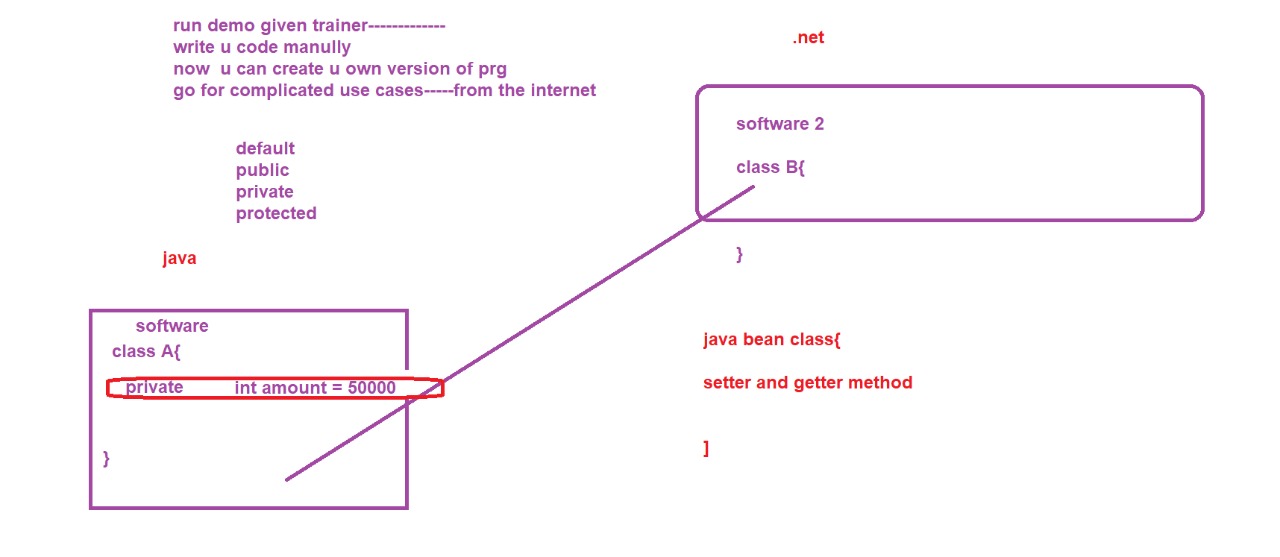 run demo given trainer-------------
write u code manully
now  u can create u own version of prg
go for complicated use cases-----from the internet
default
public
private
protected
java
software
class A{
private int amount = 50000
}
.net
software 2
class B{
}
java bean class{
setter and getter method
]